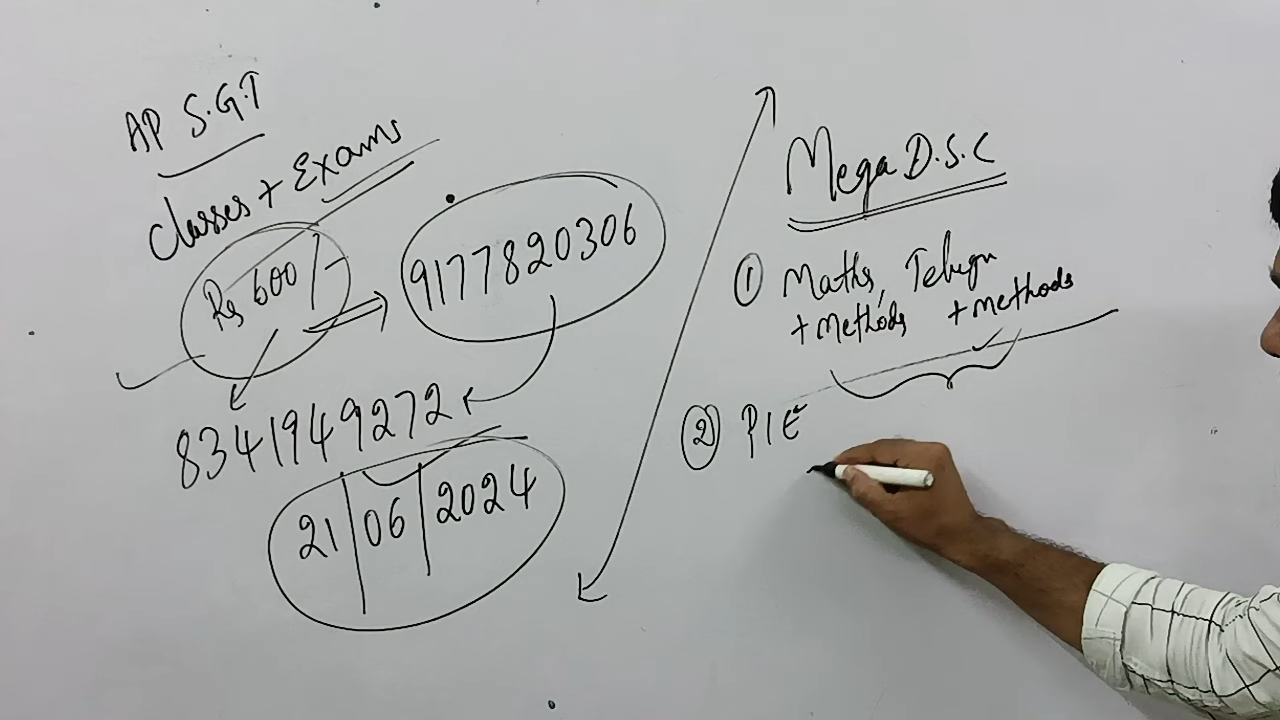 AP S.G.T
Classes + Exams
Rs 600/-
9177820306
8341949272
21/06/2024
Mega D.S.C
① Maths, Telugu
+ Methods + Methods
② PIE